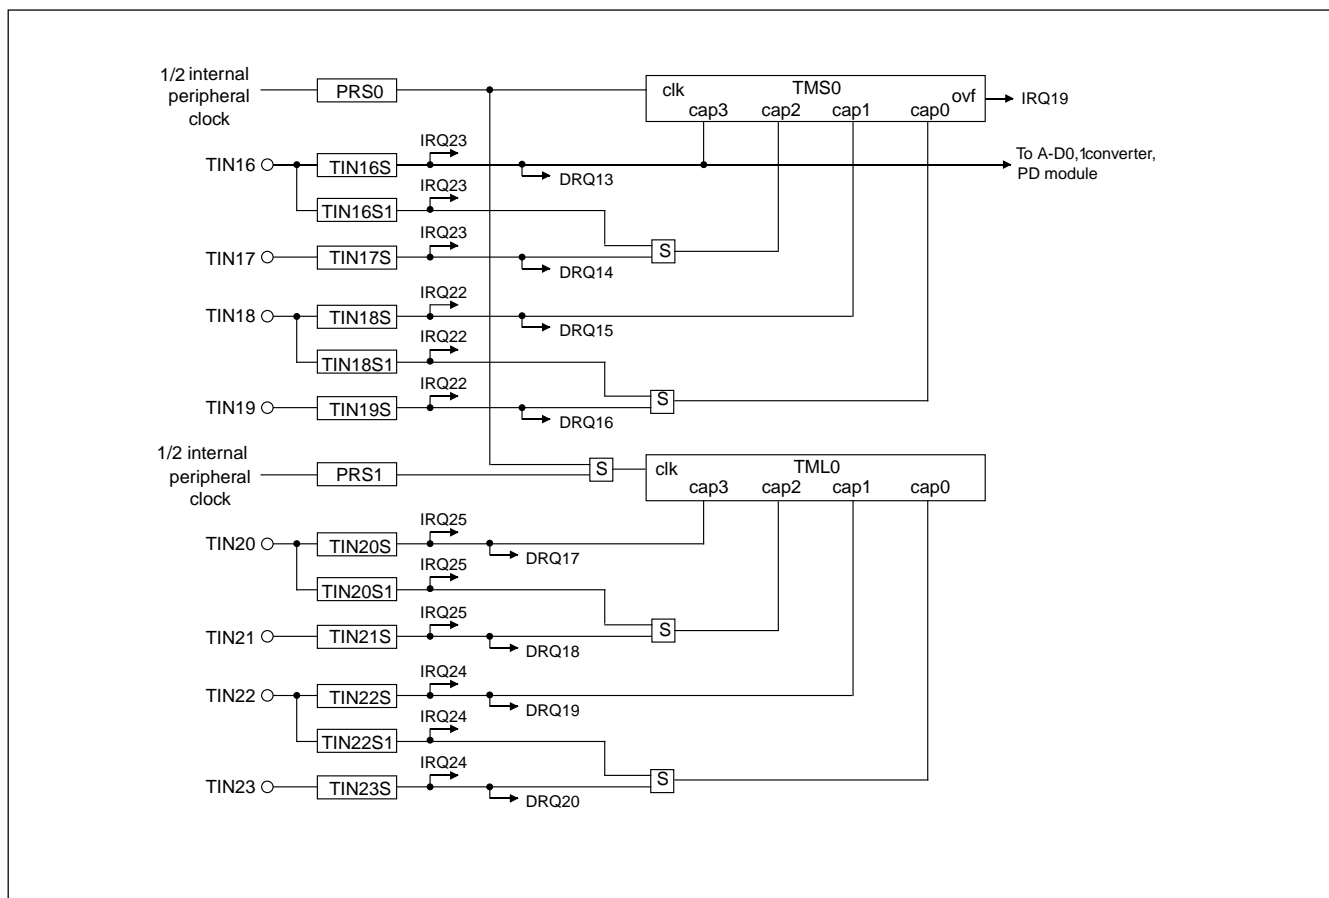 1/2 internal
peripheral
clock
PRS0
clk
TMS0
ovf
cap3
cap2
cap1
cap0
IRQ19
TIN16
TIN16S
IRQ23
DRQ13
To A-D0,1converter,
PD module
TIN16S1
IRQ23
TIN17
TIN17S
IRQ23
DRQ14
S
TIN18
TIN18S
IRQ22
DRQ15
TIN18S1
IRQ22
TIN19
TIN19S
IRQ22
DRQ16
S
1/2 internal
peripheral
clock
PRS1
S
clk
TML0
cap3
cap2
cap1
cap0
TIN20
TIN20S
IRQ25
DRQ17
TIN20S1
IRQ25
TIN21
TIN21S
IRQ25
DRQ18
S
TIN22
TIN22S
IRQ24
DRQ19
TIN22S1
IRQ24
TIN23
TIN23S
IRQ24
DRQ20
S